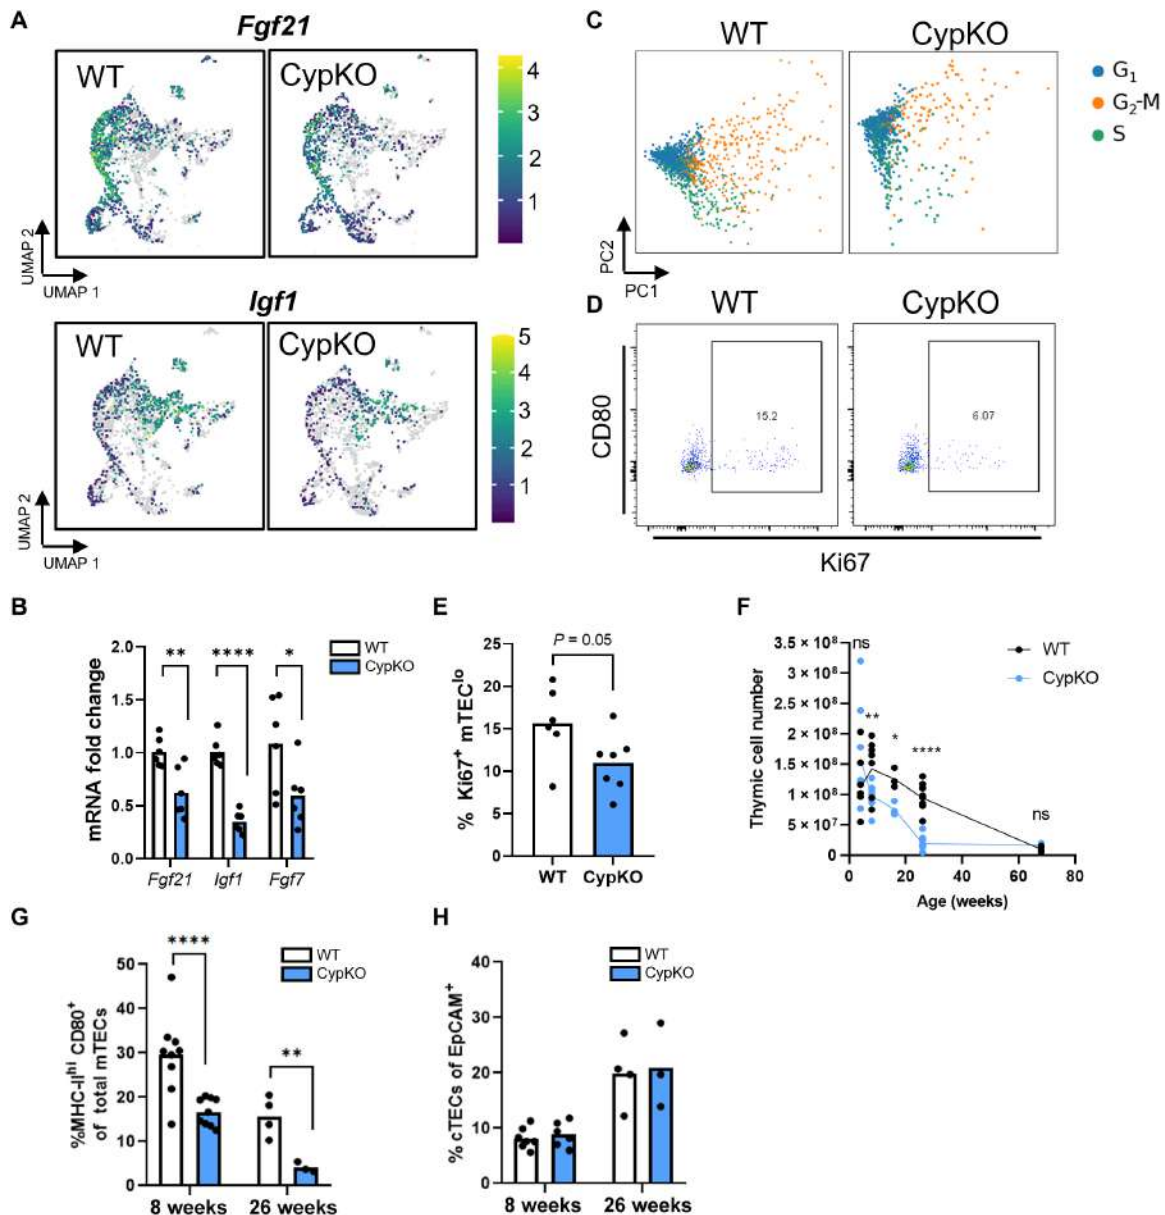 A
Fgf21
WT
CypKO
4
3
2
1
UMAP 2
UMAP 1
Igf1
WT
CypKO
5
4
3
2
1
UMAP 2
UMAP 1
C
WT
CypKO
G1
G2-M
S
PC2
PC1
D
WT
CypKO
CD80
15.2
6.07
Ki67
B
mRNA fold change
2.0
1.5
1.0
0.5
0.0
** **** *
WT
CypKO
Fgf21 Igf1 Fgf7
E
% Ki67+ mTEClo
25
20
15
10
5
0
P = 0.05
WT CypKO
F
Thymic cell number
3.5 × 10⁸
3 × 10⁸
2.5 × 10⁸
2 × 10⁸
1.5 × 10⁸
1 × 10⁸
5 × 10⁷
0
ns
**
*
****
ns
WT
CypKO
0 20 40 60 80
Age (weeks)
G
%MHC-IIhi CD80+
of total mTECs
50
40
30
20
10
0
****
**
WT
CypKO
8 weeks 26 weeks
H
% cTECs of EpCAM+
40
30
20
10
0
WT
CypKO
8 weeks 26 weeks